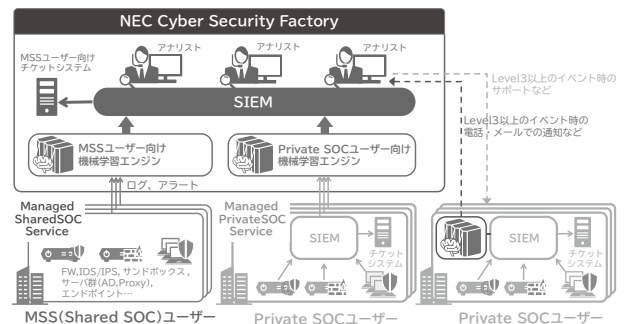 NEC Cyber Security Factory
アナリスト
アナリスト
アナリスト
MSSユーザー向け
チケットシステム
SIEM
Level3以上のイベント時の
サポートなど
Level3以上のイベント時の
電話・メールでの通知など
MSSユーザー向け
機械学習エンジン
Private SOCユーザー向け
機械学習エンジン
ログ、アラート
Managed
SharedSOC
Service
FW,IDS/IPS,サンドボックス,
サーバ群(AD,Proxy)、
エンドポイント…
MSS(Shared SOC)ユーザー
Managed
PrivateSOC
Service
SIEM
チケット
システム
Private SOCユーザー
SIEM
チケット
システム
Private SOCユーザー